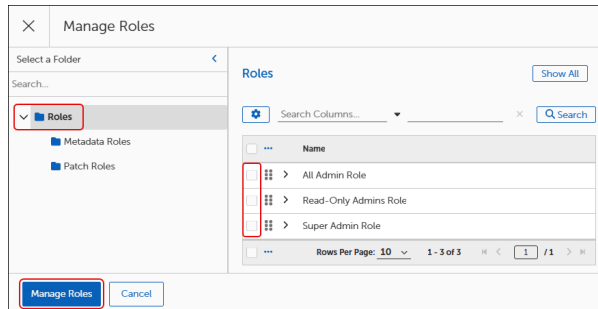 Manage Roles
Select a Folder
Search...
Roles
Metadata Roles
Patch Roles
Roles
Show All
Search Columns...
Search
Name
All Admin Role
Read-Only Admins Role
Super Admin Role
Rows Per Page: 10 1 - 3 of 3 1 / 1
Manage Roles Cancel